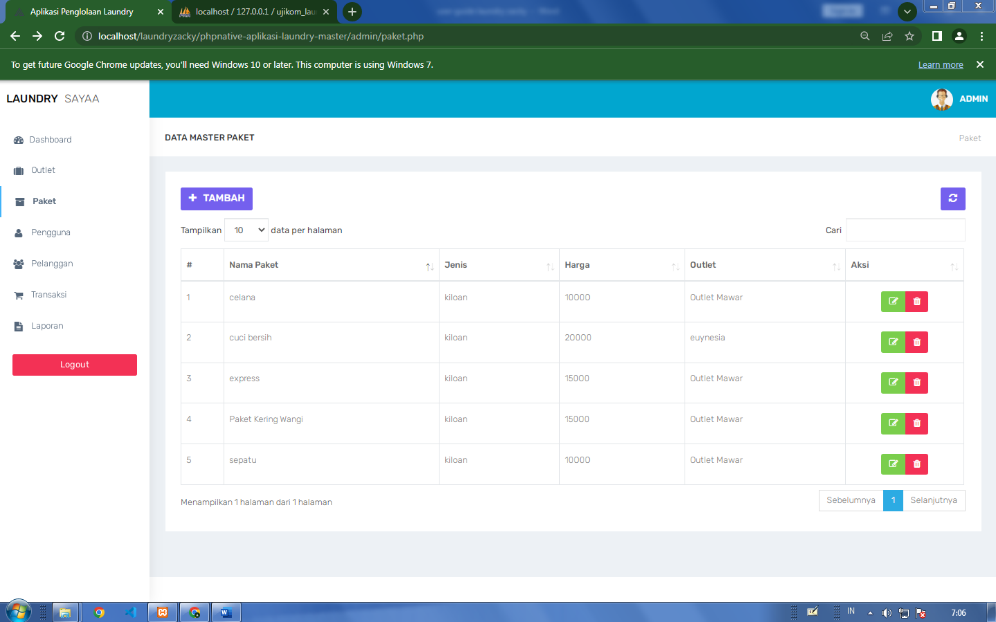 Aplikasi Penglolaan Laundry
localhost / 127.0.0.1 / ujikom_lau
localhost/laundryzacky/phpnative-aplikasi-laundry-master/admin/paket.php
To get future Google Chrome updates, you'll need Windows 10 or later. This computer is using Windows 7.
Learn more
LAUNDRY SAYAA
ADMIN
Dashboard
Outlet
Paket
Pengguna
Pelanggan
Transaksi
Laporan
Logout
DATA MASTER PAKET
Paket
+ TAMBAH
Tampilkan 10 data per halaman
Cari
# Nama Paket Jenis Harga Outlet Aksi
1 celana kiloan 10000 Outlet Mawar
2 cuci bersih kiloan 20000 euynesia
3 express kiloan 15000 Outlet Mawar
4 Paket Kering Wangi kiloan 15000 Outlet Mawar
5 sepatu kiloan 10000 Outlet Mawar
Menampilkan 1 halaman dari 1 halaman
Sebelumnya 1 Selanjutnya
IN
7:06